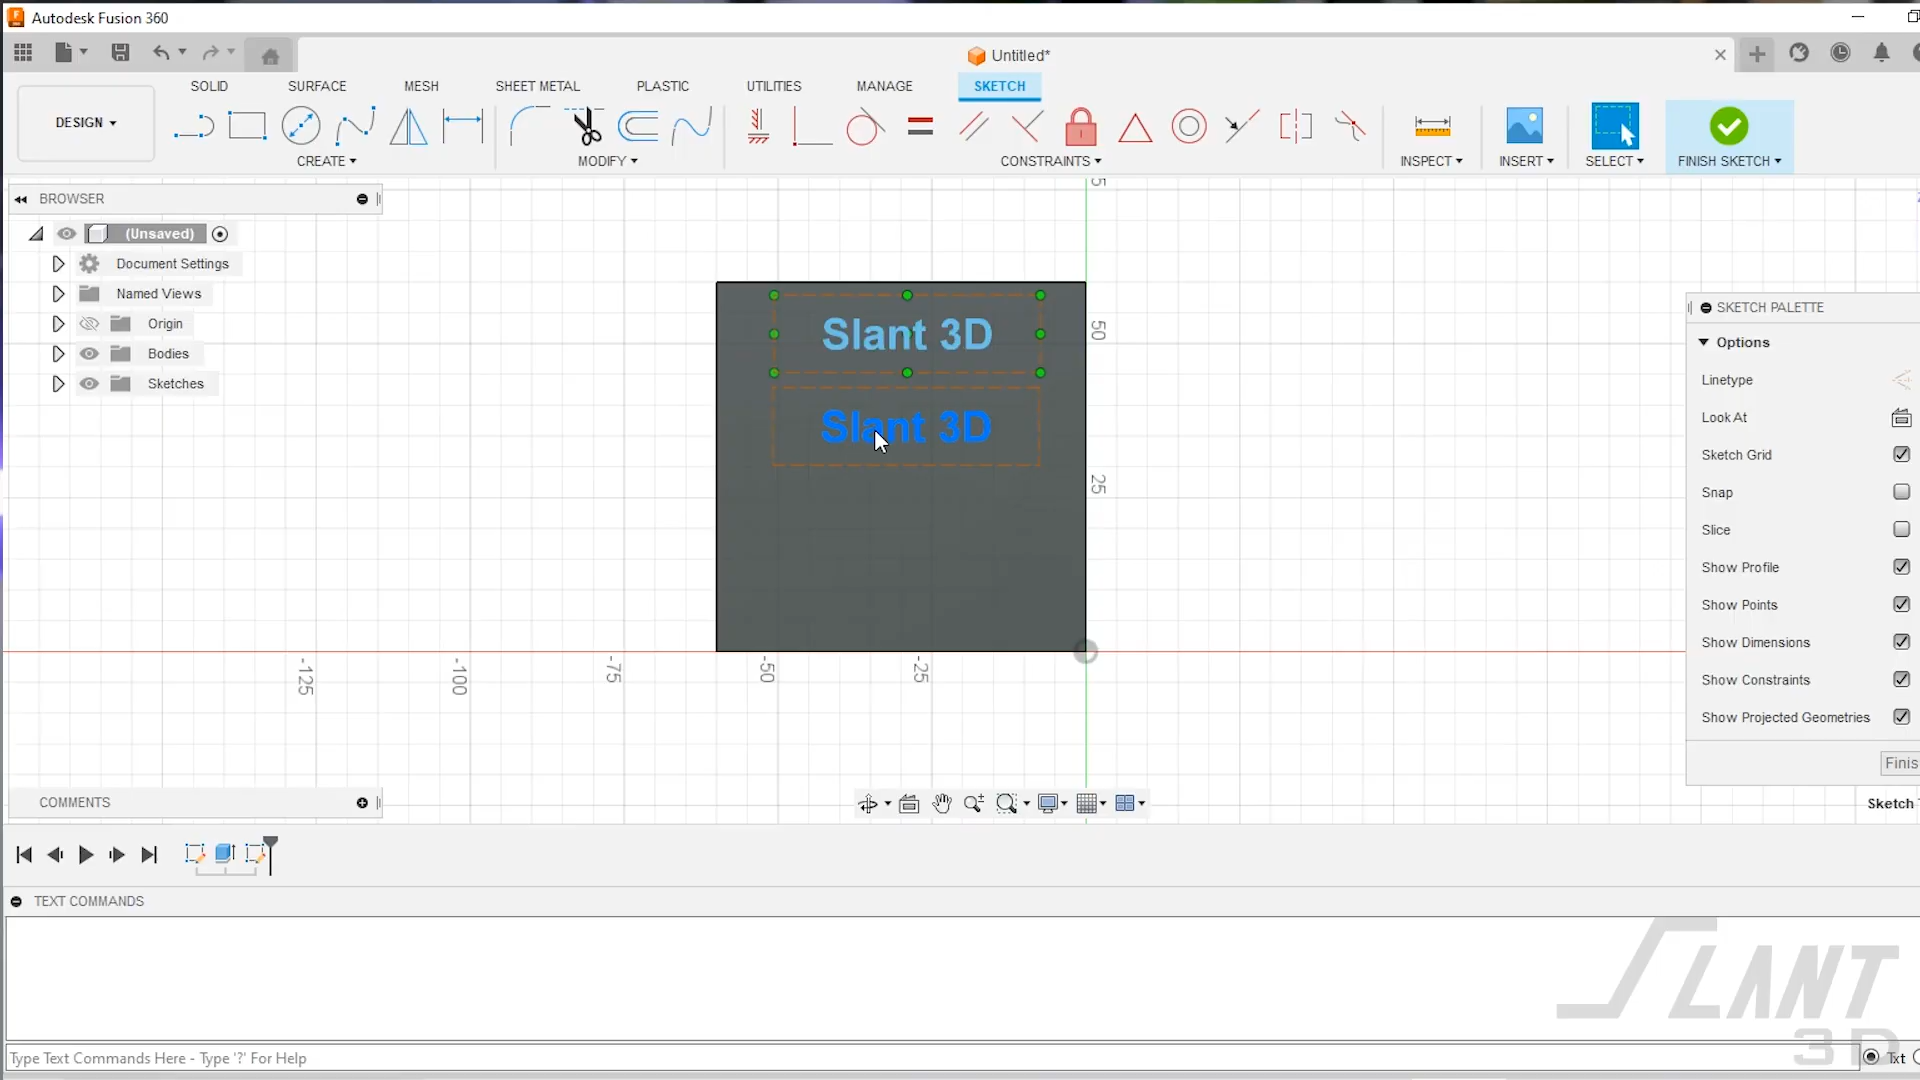 Autodesk Fusion 360
Untitled*
SOLID SURFACE MESH SHEET METAL PLASTIC UTILITIES MANAGE SKETCH
DESIGN
CREATE MODIFY CONSTRAINTS INSPECT INSERT SELECT FINISH SKETCH
BROWSER
(Unsaved)
Document Settings
Named Views
Origin
Bodies
Sketches
Slant 3D
Slant 3D
5
50
25
-125
-100
-75
-50
-25
SKETCH PALETTE
Options
Linetype
Look At
Sketch Grid
Snap
Slice
Show Profile
Show Points
Show Dimensions
Show Constraints
Show Projected Geometries
Finis
COMMENTS
Sketch
TEXT COMMANDS
SLANT
3D
Type Text Commands Here - Type '?' For Help
Txt